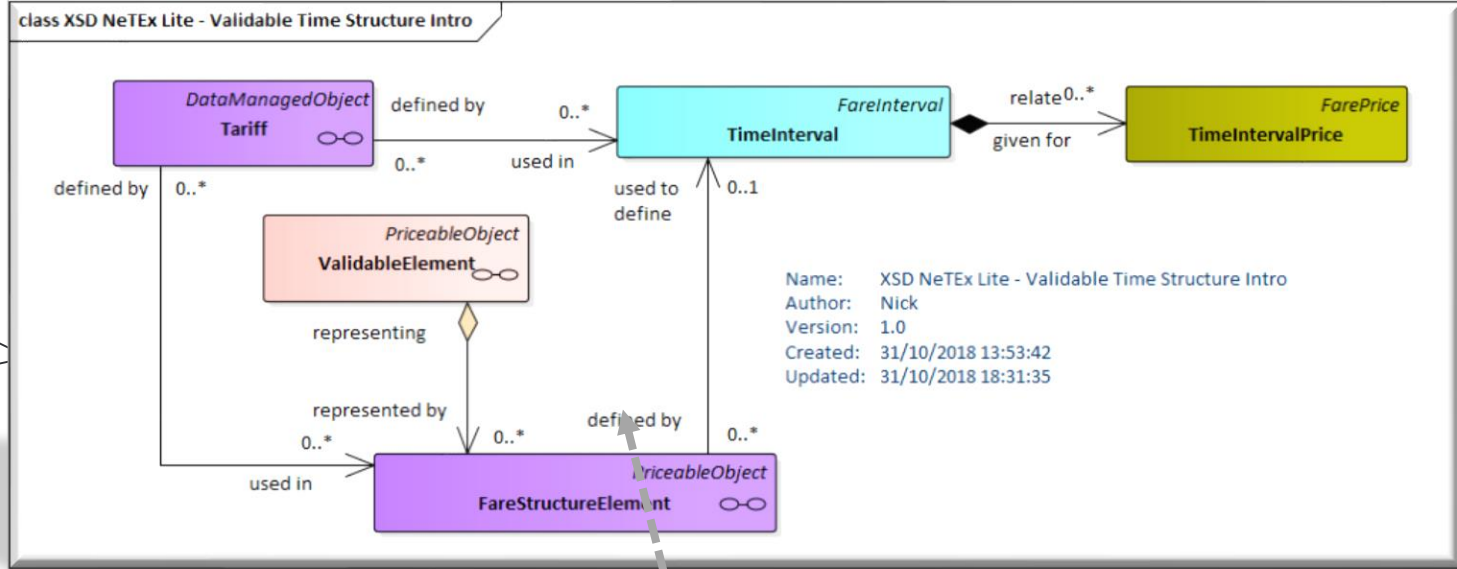 class XSD NeTEx Lite - Validable Time Structure Intro
DataManagedObject
Tariff
defined by
0..*
0..*
used in
FareInterval
TimeInterval
relate 0..*
given for
FarePrice
TimeIntervalPrice
defined by
0..*
used to
define
0..1
PriceableObject
ValidableElement
representing
Name: XSD NeTEx Lite - Validable Time Structure Intro
Author: Nick
Version: 1.0
Created: 31/10/2018 13:53:42
Updated: 31/10/2018 18:31:35
represented by
0..*
defined by
0..*
0..*
used in
PriceableObject
FareStructureElement